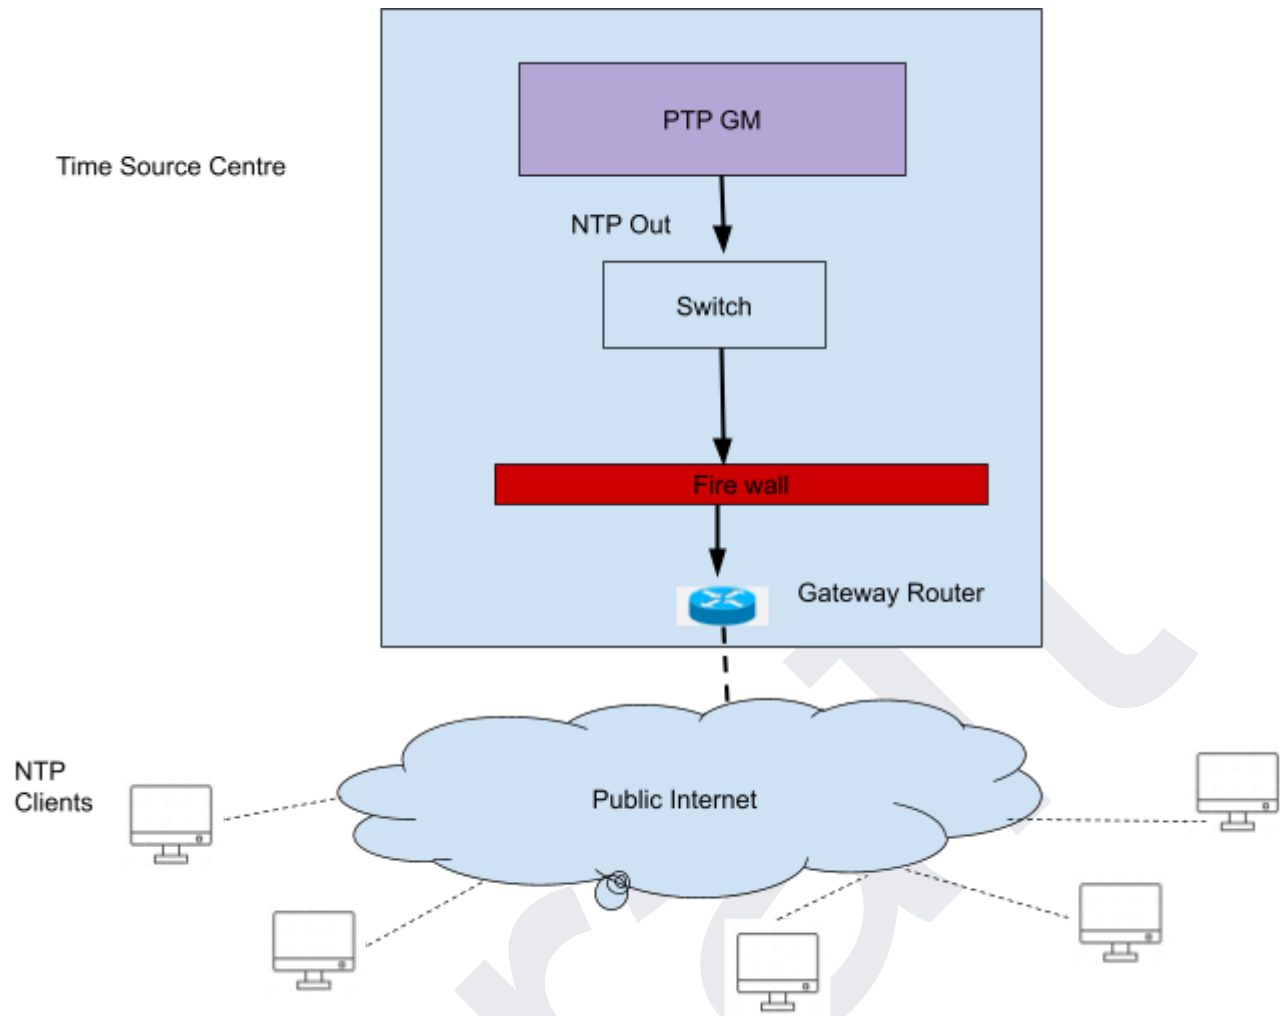 PTP GM
Time Source Centre
NTP Out
Switch
Fire wall
Gateway Router
NTP
Clients
Public Internet